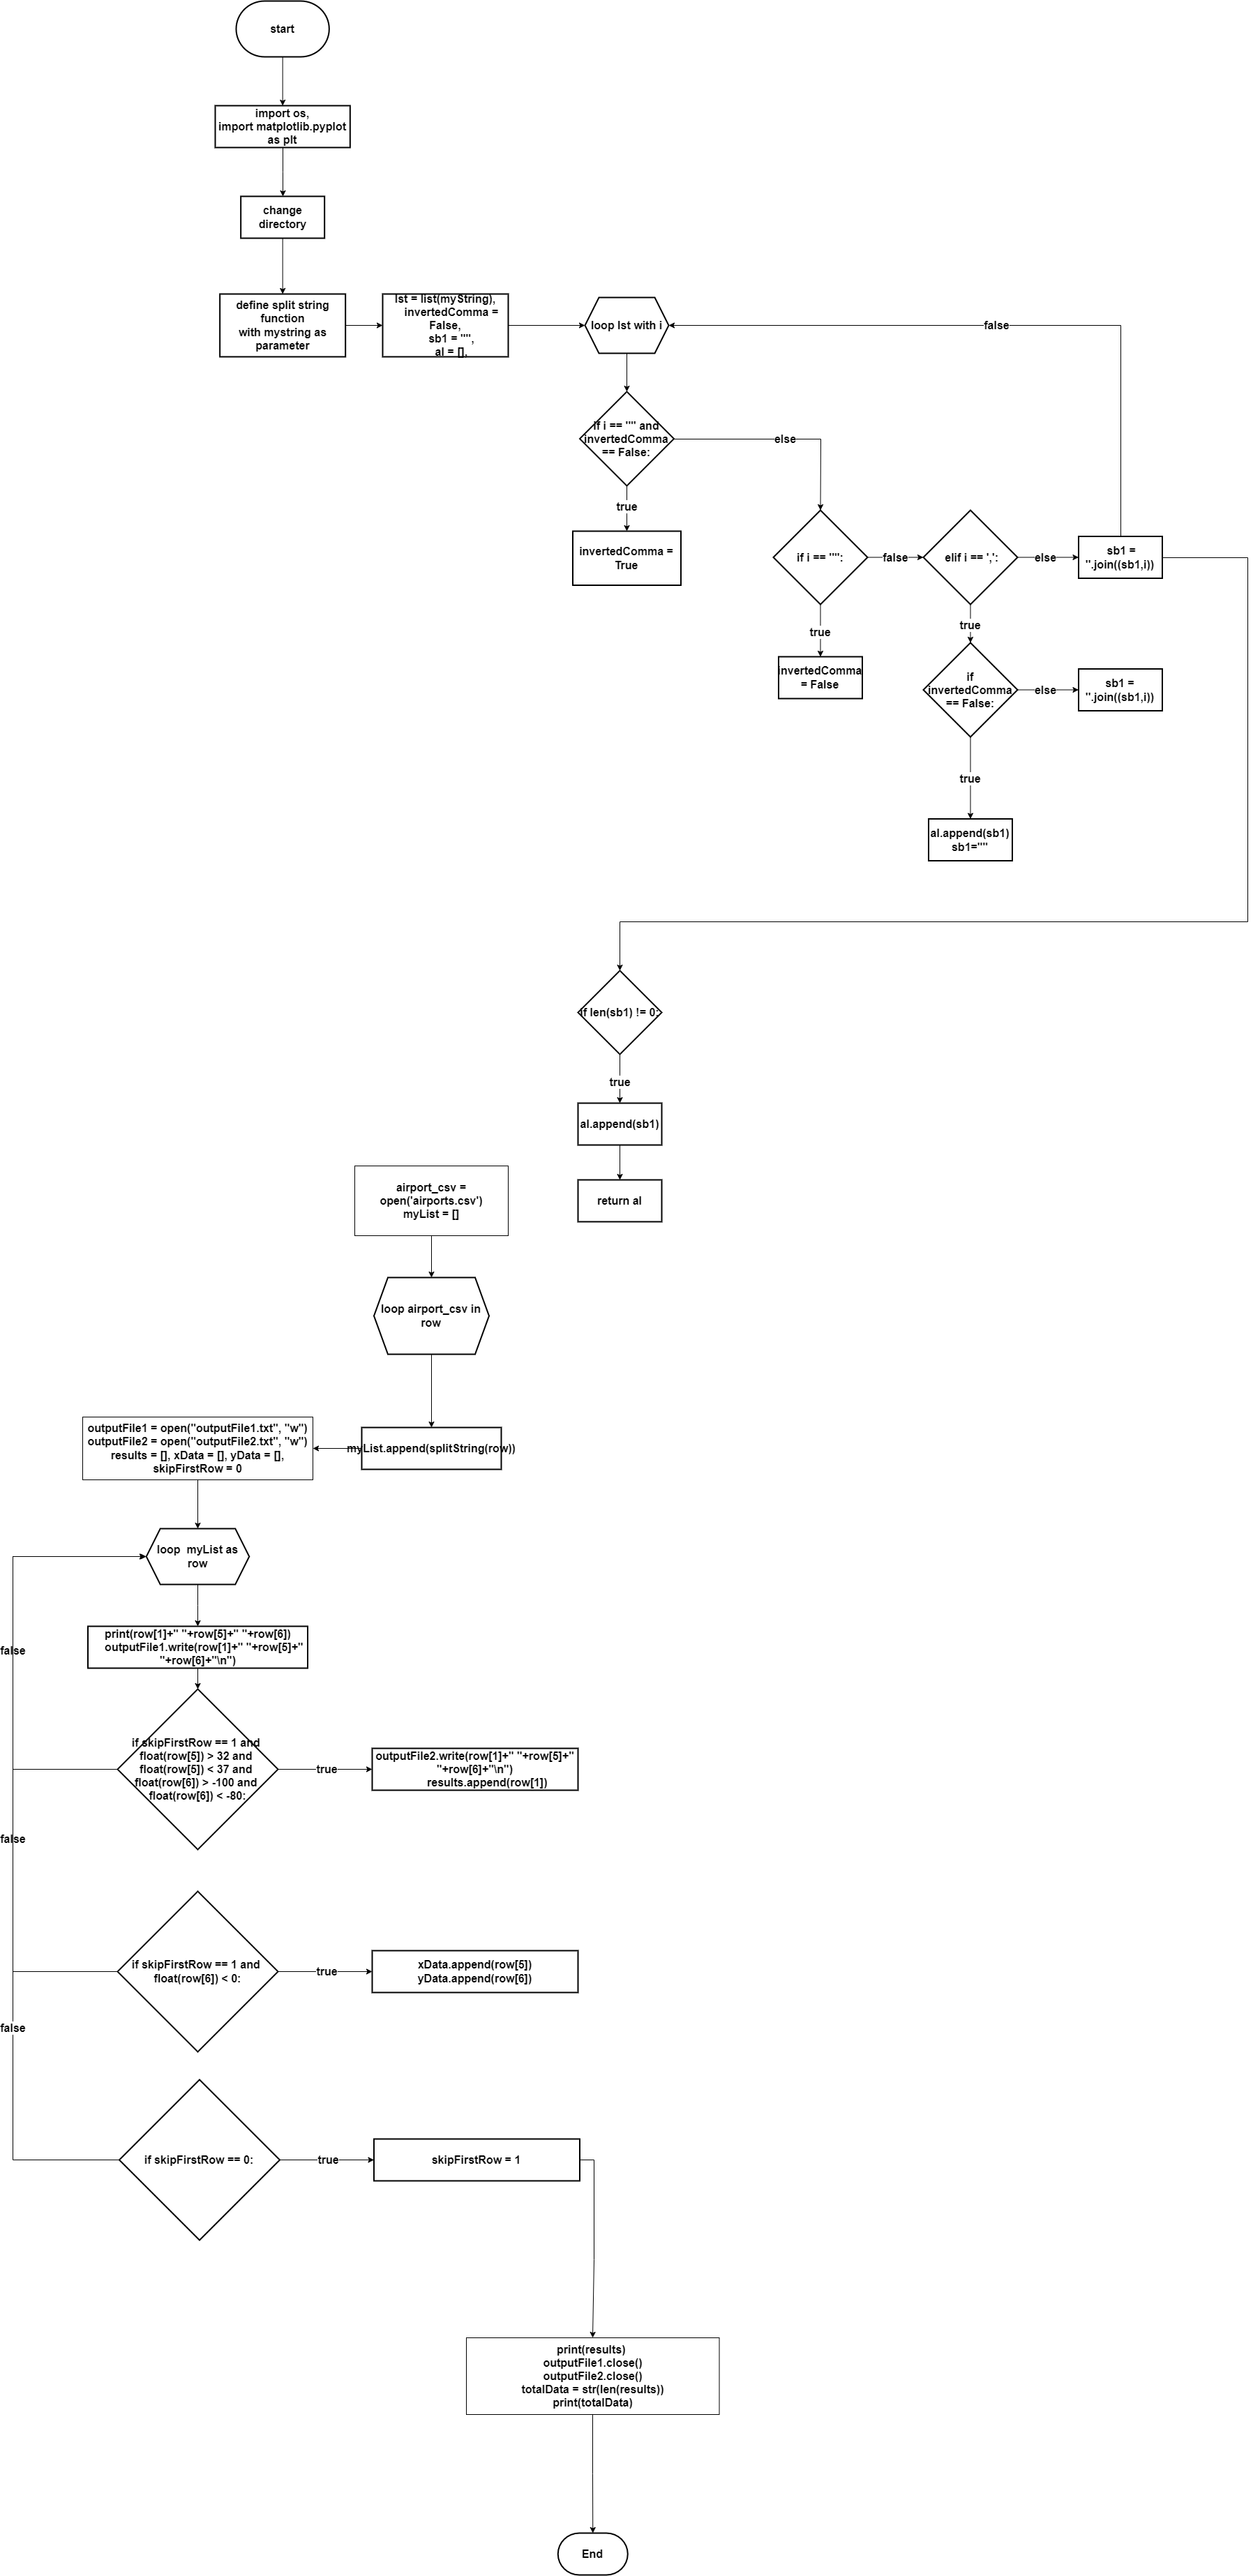 start
import os,
import matplotlib.pyplot
as plt
change
directory
define split string
function
with mystring as
parameter
lst = list(myString),
invertedComma =
False,
sb1 = "",
al = [],
loop lst with i
false
if i == '"' and
invertedComma
== False:
else
true
invertedComma =
True
if i == '"':
false
elif i == ',':
else
sb1 =
''.join((sb1,i))
true
invertedComma
= False
true
if
invertedComma
== False:
else
sb1 =
''.join((sb1,i))
true
al.append(sb1)
sb1=""
if len(sb1) != 0:
true
al.append(sb1)
return al
airport_csv =
open('airports.csv')
myList = []
loop airport_csv in
row
myList.append(splitString(row))
outputFile1 = open("outputFile1.txt", "w")
outputFile2 = open("outputFile2.txt", "w")
results = [], xData = [], yData = [],
skipFirstRow = 0
loop myList as
row
false
print(row[1]+" "+row[5]+" "+row[6])
outputFile1.write(row[1]+" "+row[5]+"
"+row[6]+"\n")
if skipFirstRow == 1 and
float(row[5]) > 32 and
float(row[5]) < 37 and
float(row[6]) > -100 and
float(row[6]) < -80:
true
outputFile2.write(row[1]+" "+row[5]+"
"+row[6]+"\n")
results.append(row[1])
false
if skipFirstRow == 1 and
float(row[6]) < 0:
true
xData.append(row[5])
yData.append(row[6])
false
if skipFirstRow == 0:
true
skipFirstRow = 1
print(results)
outputFile1.close()
outputFile2.close()
totalData = str(len(results))
print(totalData)
End